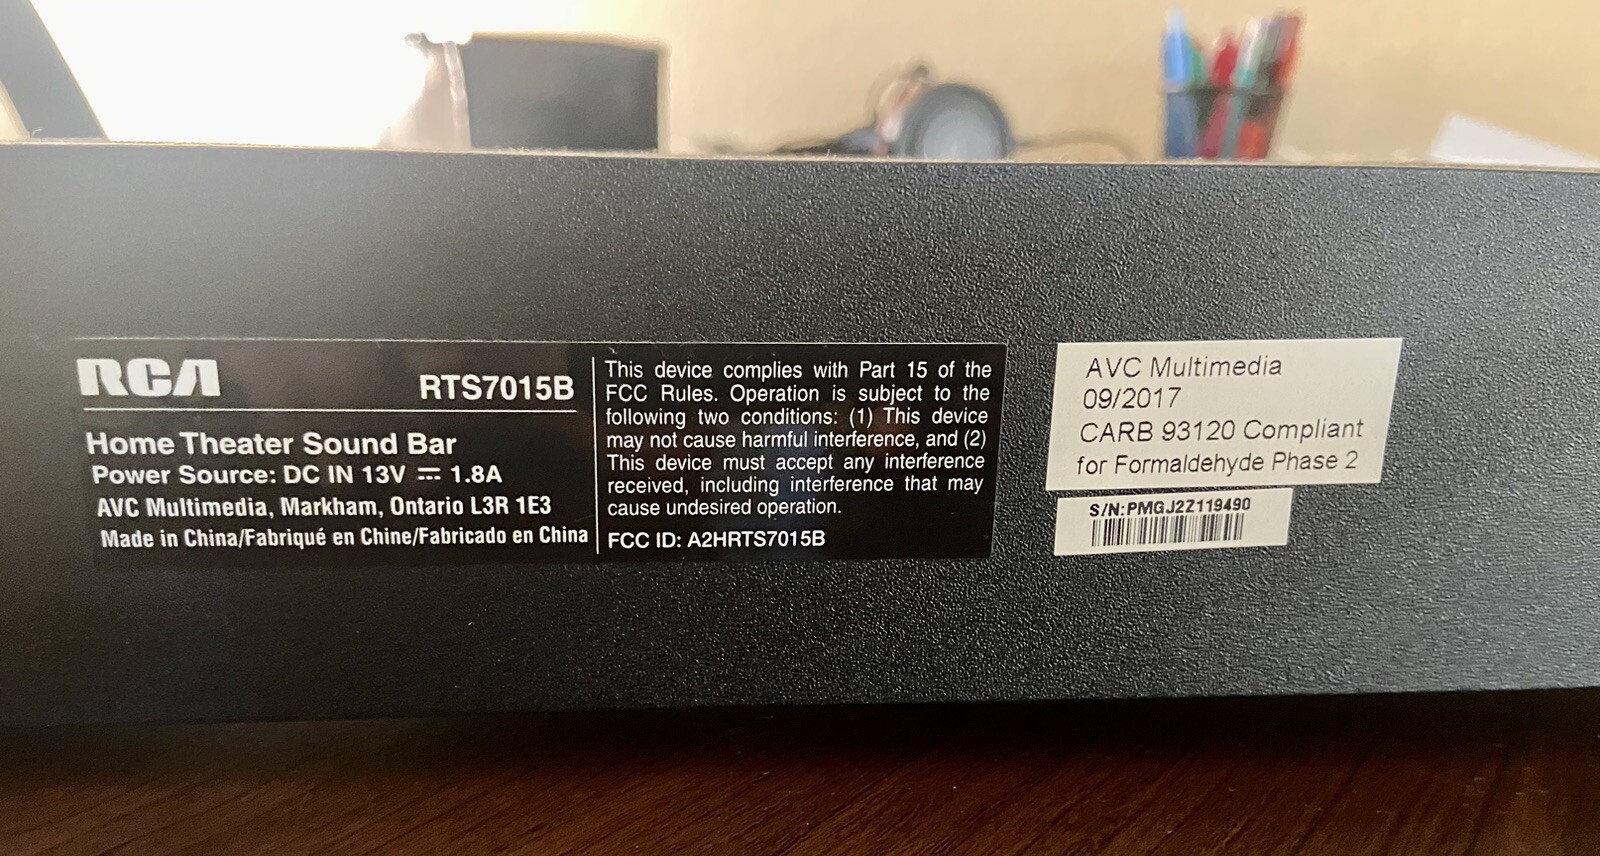 RCA
RTS7015B
Home Theater Sound Bar
Power Source: DC IN 13V ⎓ 1.8A
AVC Multimedia, Markham, Ontario L3R 1E3
Made in China/Fabriqué en Chine/Fabricado en China
This device complies with Part 15 of the
FCC Rules. Operation is subject to the
following two conditions: (1) This device
may not cause harmful interference, and (2)
This device must accept any interference
received, including interference that may
cause undesired operation.
FCC ID: A2HRTS7015B
AVC Multimedia
09/2017
CARB 93120 Compliant
for Formaldehyde Phase 2
S/N:PMGJ2Z119490